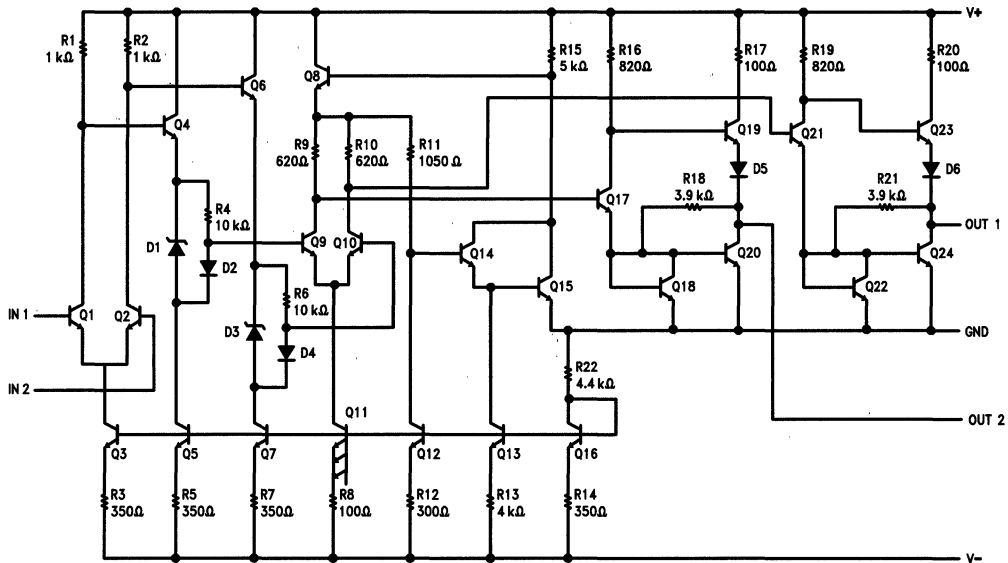 V+
R1
1 kΩ
R2
1 kΩ
R15
5 kΩ
R16
820Ω
R17
100Ω
R19
820Ω
R20
100Ω
Q8
Q6
Q4
Q19
Q21
Q23
R9
620Ω
R10
620Ω
R11
1050 Ω
D5
D6
R18
3.9 kΩ
R21
3.9 kΩ
Q17
R4
10 kΩ
OUT 1
D1
D2
Q9
Q10
Q14
Q20
Q24
R6
10 kΩ
Q15
Q18
Q22
IN 1
Q1
Q2
D3
D4
GND
R22
4.4 kΩ
IN 2
Q11
OUT 2
Q3
Q5
Q7
Q12
Q13
Q16
R3
350Ω
R5
350Ω
R7
350Ω
R8
100Ω
R12
300Ω
R13
4 kΩ
R14
350Ω
V−